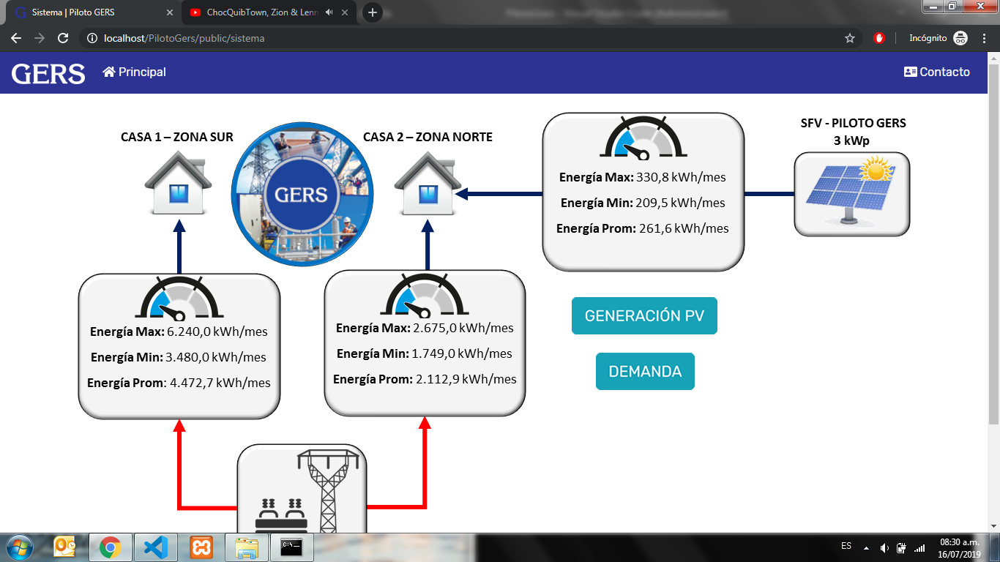 Sistema | Piloto GERS
ChocQuibTown, Zion & Lenn
localhost/PilotoGers/public/sistema
Incógnito
GERS
Principal
Contacto
CASA 1 – ZONA SUR
GERS
CASA 2 – ZONA NORTE
SFV - PILOTO GERS
3 kWp
Energía Max: 330,8 kWh/mes
Energía Min: 209,5 kWh/mes
Energía Prom: 261,6 kWh/mes
Energía Max: 6.240,0 kWh/mes
Energía Min: 3.480,0 kWh/mes
Energía Prom: 4.472,7 kWh/mes
Energía Max: 2.675,0 kWh/mes
Energía Min: 1.749,0 kWh/mes
Energía Prom: 2.112,9 kWh/mes
GENERACIÓN PV
DEMANDA
C:\.
ES
08:30 a.m.
16/07/2019